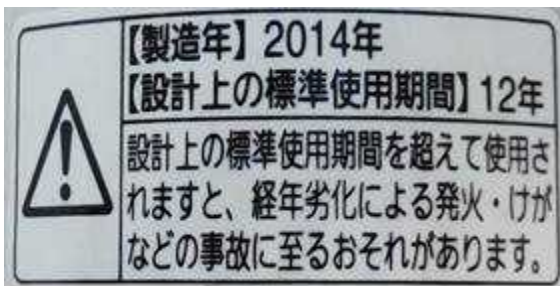 【製造年】2014年
【設計上の標準使用期間】12年
設計上の標準使用期間を超えて使用さ
れますと、経年劣化による発火・けが
などの事故に至るおそれがあります。